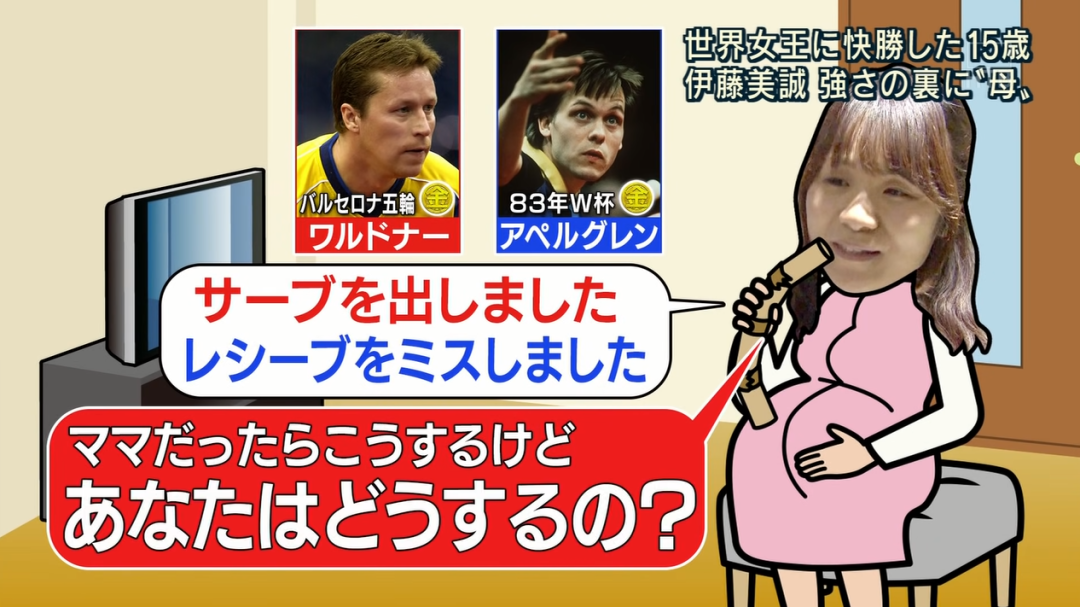 世界女王に快勝した15歳
伊藤美誠 強さの裏に〝母〟
バルセロナ五輪 金
ワルドナー
83年W杯 金
アペルグレン
サーブを出しました
レシーブをミスしました
ママだったらこうするけど
あなたはどうするの?